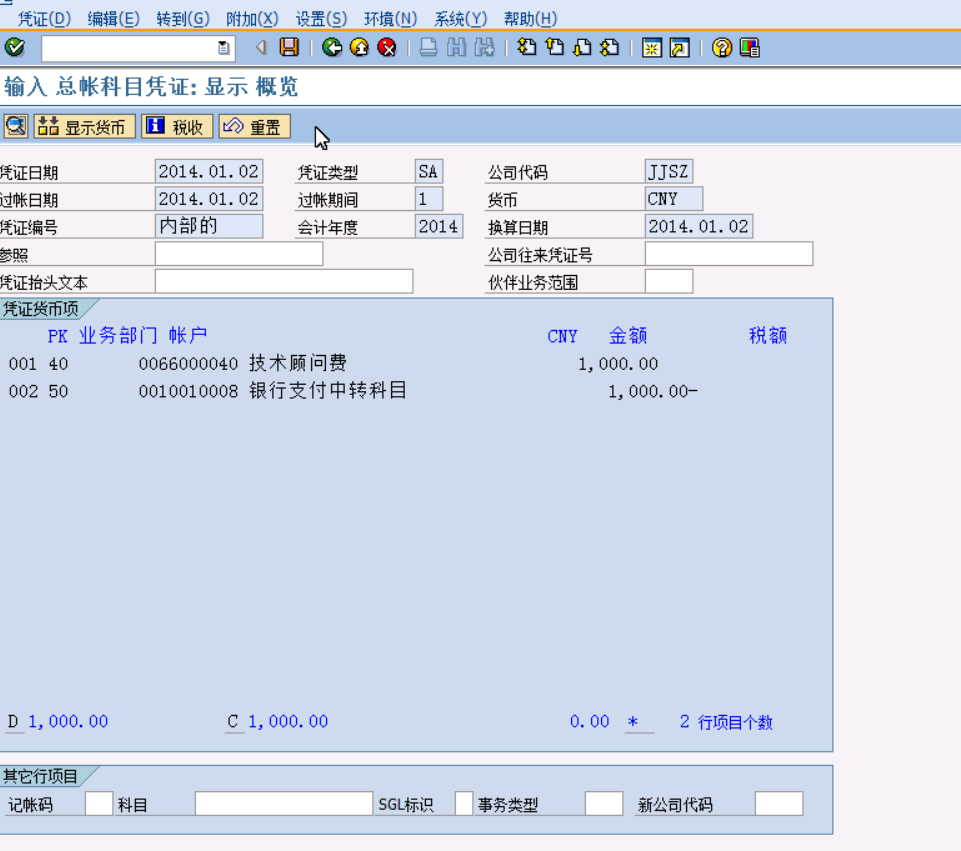 凭证(D) 编辑(E) 转到(G) 附加(X) 设置(S) 环境(N) 系统(Y) 帮助(H)
输入 总帐科目凭证: 显示 概览
显示货币 税收 重置
凭证日期 2014.01.02 凭证类型 SA 公司代码 JJSZ
过帐日期 2014.01.02 过帐期间 1 货币 CNY
凭证编号 内部的 会计年度 2014 换算日期 2014.01.02
参照 公司往来凭证号
凭证抬头文本 伙伴业务范围
凭证货币项
PK 业务部门 帐户 CNY 金额 税额
001 40 0066000040 技术顾问费 1,000.00
002 50 0010010008 银行支付中转科目 1,000.00-
D 1,000.00 C 1,000.00 0.00 * 2 行项目个数
其它行项目
记帐码 科目 SGL标识 事务类型 新公司代码